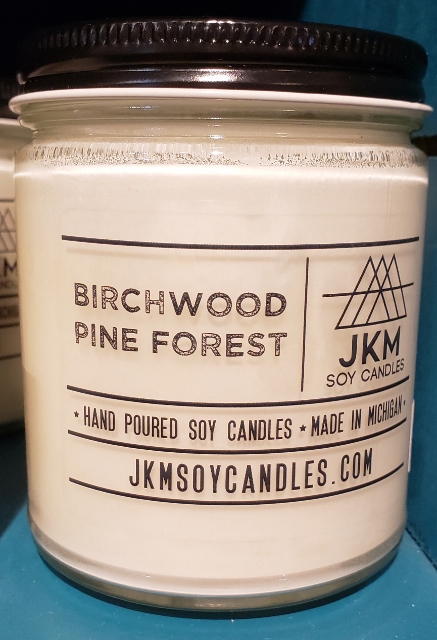 BIRCHWOOD
PINE FOREST
JKM
SOY CANDLES
★ HAND POURED SOY CANDLES ★ MADE IN MICHIGAN ★
JKMSOYCANDLES.COM